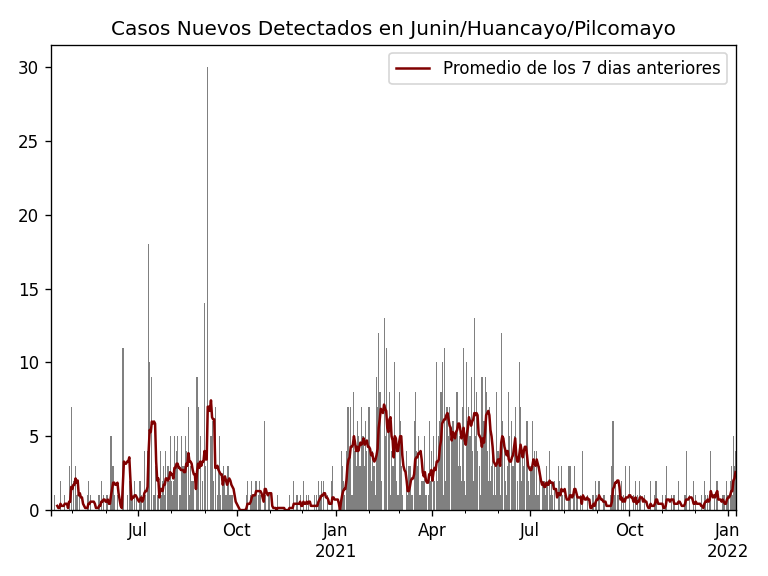 Casos Nuevos Detectados en Junin/Huancayo/Pilcomayo
Promedio de los 7 dias anteriores
30
25
20
15
10
5
0
Jul Oct Jan Apr Jul Oct Jan
2021 2022